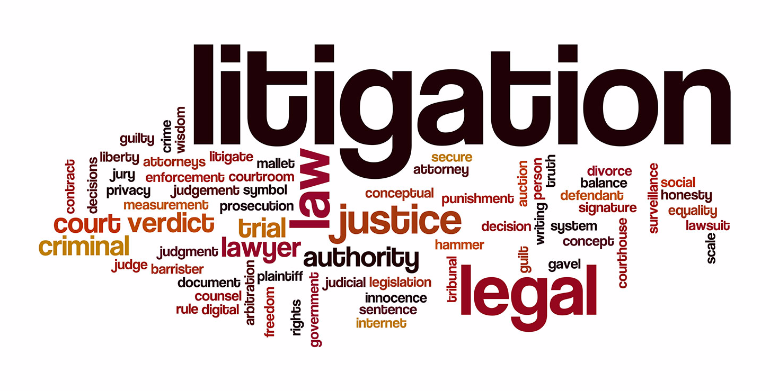 litigation
guilty
crime
wisdom
liberty
attorneys
litigate
mallet
secure
attorney
contract
decisions
jury
enforcement
courtroom
law
privacy
judgement
symbol
conceptual
punishment
auction
person
truth
divorce
balance
defendant
signature
surveillance
social
honesty
equality
lawsuit
scale
measurement
prosecution
court
verdict
trial
justice
decision
writing
system
concept
courthouse
criminal
judgment
lawyer
authority
hammer
guilt
gavel
judge
barrister
document
arbitration
plaintiff
judicial
legislation
tribunal
legal
counsel
freedom
rights
government
innocence
sentence
rule
digital
internet